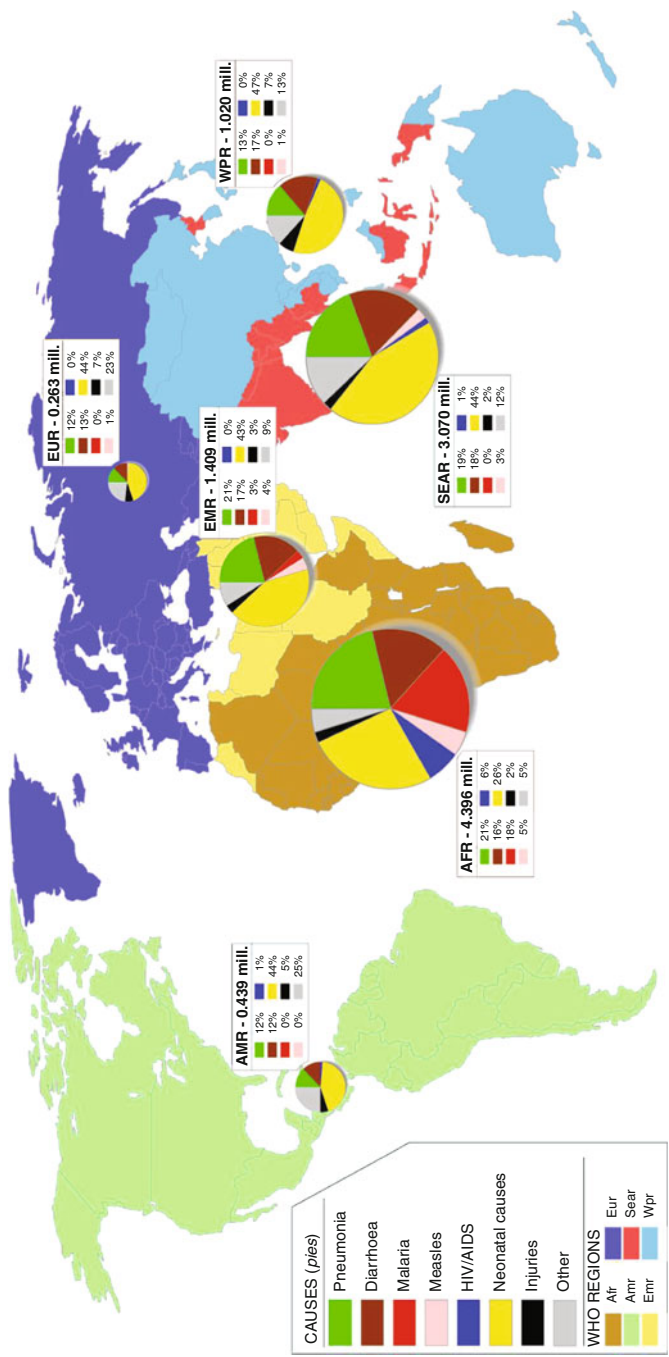 AMR - 0.439 mill.
12% 1%
12% 44%
0% 5%
0% 25%
EUR - 0.263 mill.
12% 0%
13% 44%
0% 7%
1% 23%
EMR - 1.409 mill.
21% 0%
17% 43%
3% 3%
4% 9%
WPR - 1.020 mill.
13% 0%
17% 47%
0% 7%
1% 13%
AFR - 4.396 mill.
21% 6%
16% 26%
18% 2%
5% 5%
SEAR - 3.070 mill.
19% 1%
18% 44%
0% 2%
3% 12%
CAUSES (pies)
Pneumonia
Diarrhoea
Malaria
Measles
HIV/AIDS
Neonatal causes
Injuries
Other
WHO REGIONS
Afr Eur
Amr Sear
Emr Wpr